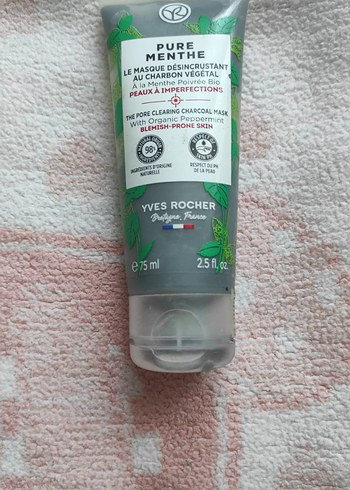 YR
PURE
MENTHE
LE MASQUE DÉSINCRUSTANT
AU CHARBON VÉGÉTAL
À la Menthe Poivrée Bio
PEAUX À IMPERFECTIONS
THE PORE CLEARING CHARCOAL MASK
With Organic Peppermint
BLEMISH-PRONE SKIN
98%
INGRÉDIENTS D'ORIGINE
NATURELLE
RESPECT DU PH
DE LA PEAU
YVES ROCHER
Bretagne, France
e 75 ml
2.5 fl. oz.